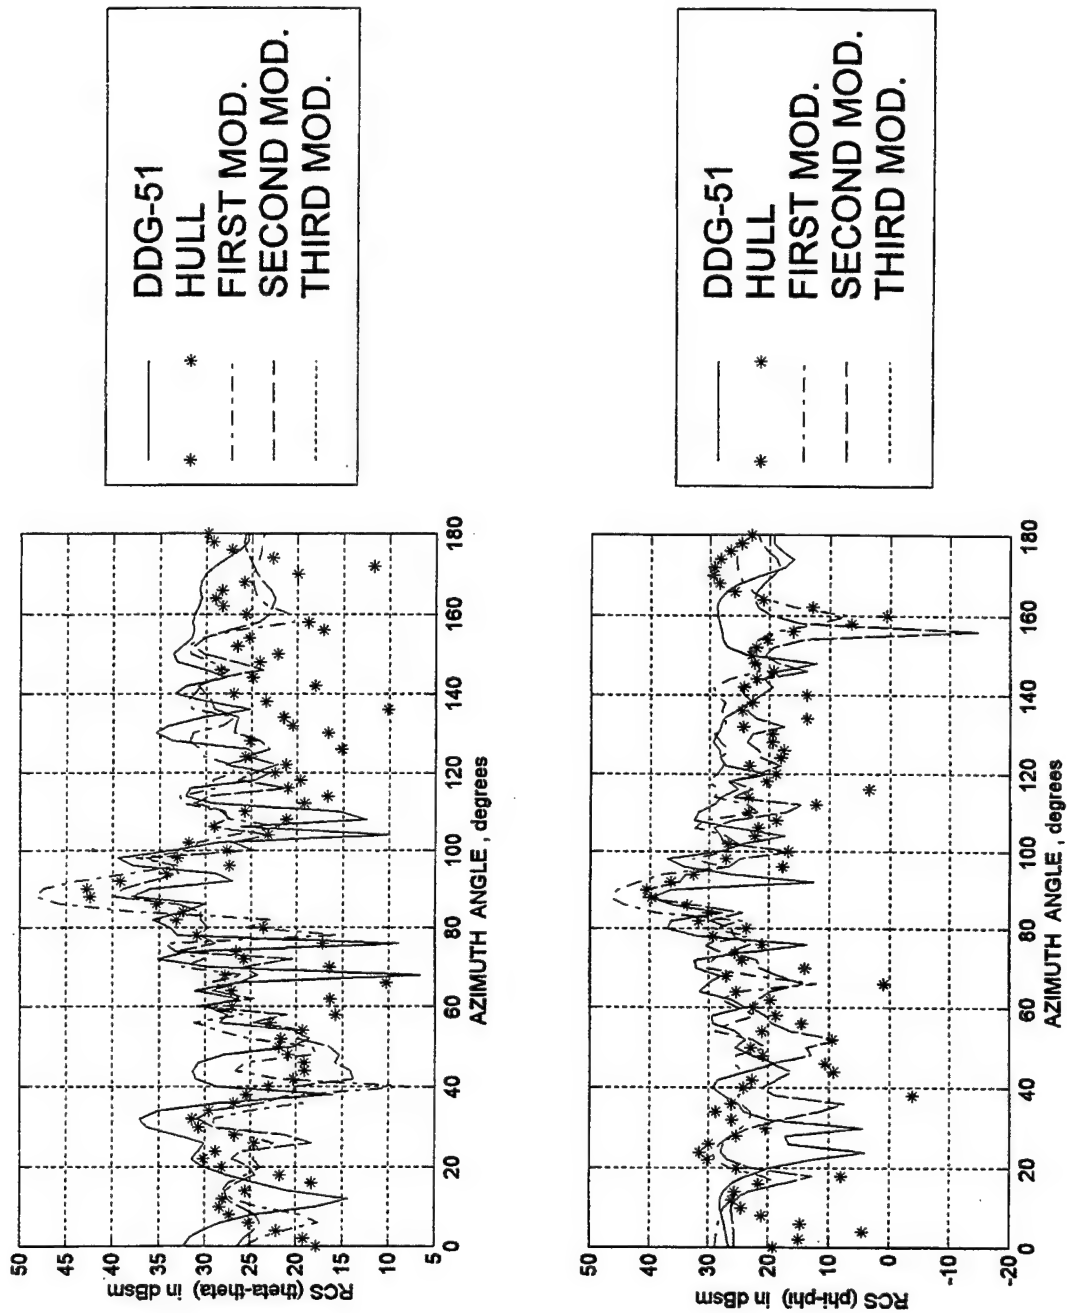 DDG-51
HULL
FIRST MOD.
SECOND MOD.
THIRD MOD.
50
45
40
35
30
25
20
15
10
5
RCS (theta-theta) in dBsm
0
20
40
60
80
100
120
140
160
180
AZIMUTH ANGLE , degrees
DDG-51
HULL
FIRST MOD.
SECOND MOD.
THIRD MOD.
50
40
30
20
10
0
-10
-20
RCS (phi-phi) in dBsm
0
20
40
60
80
100
120
140
160
180
AZIMUTH ANGLE , degrees